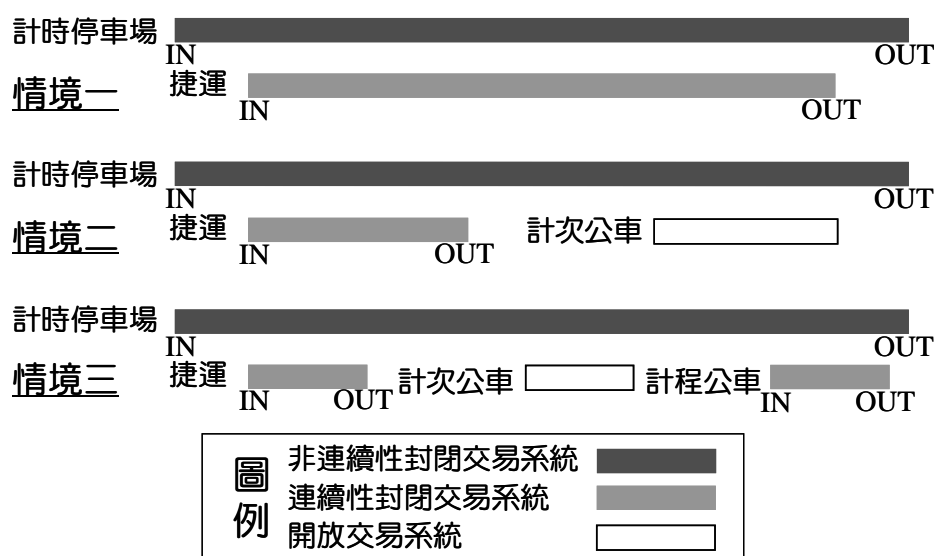 計時停車場
IN OUT
情境一 捷運
IN OUT
計時停車場
IN OUT
情境二 捷運 計次公車
IN OUT
計時停車場
IN OUT
情境三 捷運 計次公車 計程公車
IN OUT IN OUT
圖例
非連續性封閉交易系統
連續性封閉交易系統
開放交易系統